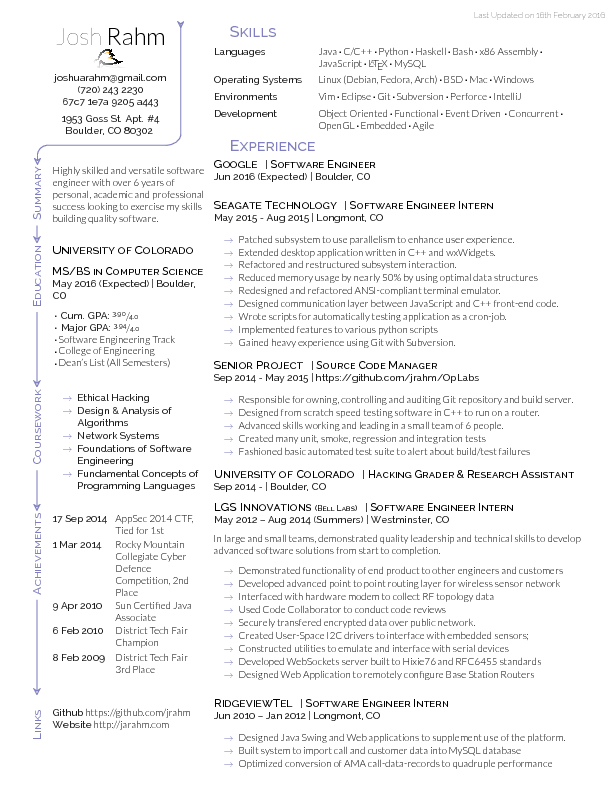 Last Updated on 16th February 2016
Josh Rahm
joshuarahm@gmail.com
(720) 243 2230
67c7 1e7a 9205 a443
1953 Goss St. Apt. #4
Boulder, CO 80302
Summary
Highly skilled and versatile software
engineer with over 6 years of
personal, academic and professional
success looking to exercise my skills
building quality software.
Education
University of Colorado
MS/BS in Computer Science
May 2016 (Expected) | Boulder,
CO
• Cum. GPA: 3.90/4.0
• Major GPA: 3.94/4.0
• Software Engineering Track
• College of Engineering
• Dean's List (All Semesters)
Coursework
→ Ethical Hacking
→ Design & Analysis of
Algorithms
→ Network Systems
→ Foundations of Software
Engineering
→ Fundamental Concepts of
Programming Languages
Achievements
17 Sep 2014 AppSec 2014 CTF,
Tied for 1st
1 Mar 2014 Rocky Mountain
Collegiate Cyber
Defence
Competition, 2nd
Place
9 Apr 2010 Sun Certified Java
Associate
6 Feb 2010 District Tech Fair
Champion
8 Feb 2009 District Tech Fair
3rd Place
Links
Github https://github.com/jrahm
Website http://jarahm.com
Skills
Languages Java • C/C++ • Python • Haskell • Bash • x86 Assembly •
JavaScript • LATEX • MySQL
Operating Systems Linux (Debian, Fedora, Arch) • BSD • Mac • Windows
Environments Vim • Eclipse • Git • Subversion • Perforce • IntelliJ
Development Object Oriented • Functional • Event Driven • Concurrent •
OpenGL • Embedded • Agile
Experience
Google | Software Engineer
Jun 2016 (Expected) | Boulder, CO
Seagate Technology | Software Engineer Intern
May 2015 - Aug 2015 | Longmont, CO
→ Patched subsystem to use parallelism to enhance user experience.
→ Extended desktop application written in C++ and wxWidgets.
→ Refactored and restructured subsystem interaction.
→ Reduced memory usage by nearly 50% by using optimal data structures
→ Redesigned and refactored ANSI-compliant terminal emulator.
→ Designed communication layer between JavaScript and C++ front-end code.
→ Wrote scripts for automatically testing application as a cron-job.
→ Implemented features to various python scripts
→ Gained heavy experience using Git with Subversion.
Senior Project | Source Code Manager
Sep 2014 - May 2015 | https://github.com/jrahm/OpLabs
→ Responsible for owning, controlling and auditing Git repository and build server.
→ Designed from scratch speed testing software in C++ to run on a router.
→ Advanced skills working and leading in a small team of 6 people.
→ Created many unit, smoke, regression and integration tests
→ Fashioned basic automated test suite to alert about build/test failures
University of Colorado | Hacking Grader & Research Assistant
Sep 2014 - | Boulder, CO
LGS Innovations (Bell Labs) | Software Engineer Intern
May 2012 – Aug 2014 (Summers) | Westminster, CO
In large and small teams, demonstrated quality leadership and technical skills to develop
advanced software solutions from start to completion.
→ Demonstrated functionality of end product to other engineers and customers
→ Developed advanced point to point routing layer for wireless sensor network
→ Interfaced with hardware modem to collect RF topology data
→ Used Code Collaborator to conduct code reviews
→ Securely transfered encrypted data over public network.
→ Created User-Space I2C drivers to interface with embedded sensors;
→ Constructed utilities to emulate and interface with serial devices
→ Developed WebSockets server built to Hixie76 and RFC6455 standards
→ Designed Web Application to remotely configure Base Station Routers
RidgeviewTel | Software Engineer Intern
Jun 2010 – Jan 2012 | Longmont, CO
→ Designed Java Swing and Web applications to supplement use of the platform.
→ Built system to import call and customer data into MySQL database
→ Optimized conversion of AMA call-data-records to quadruple performance